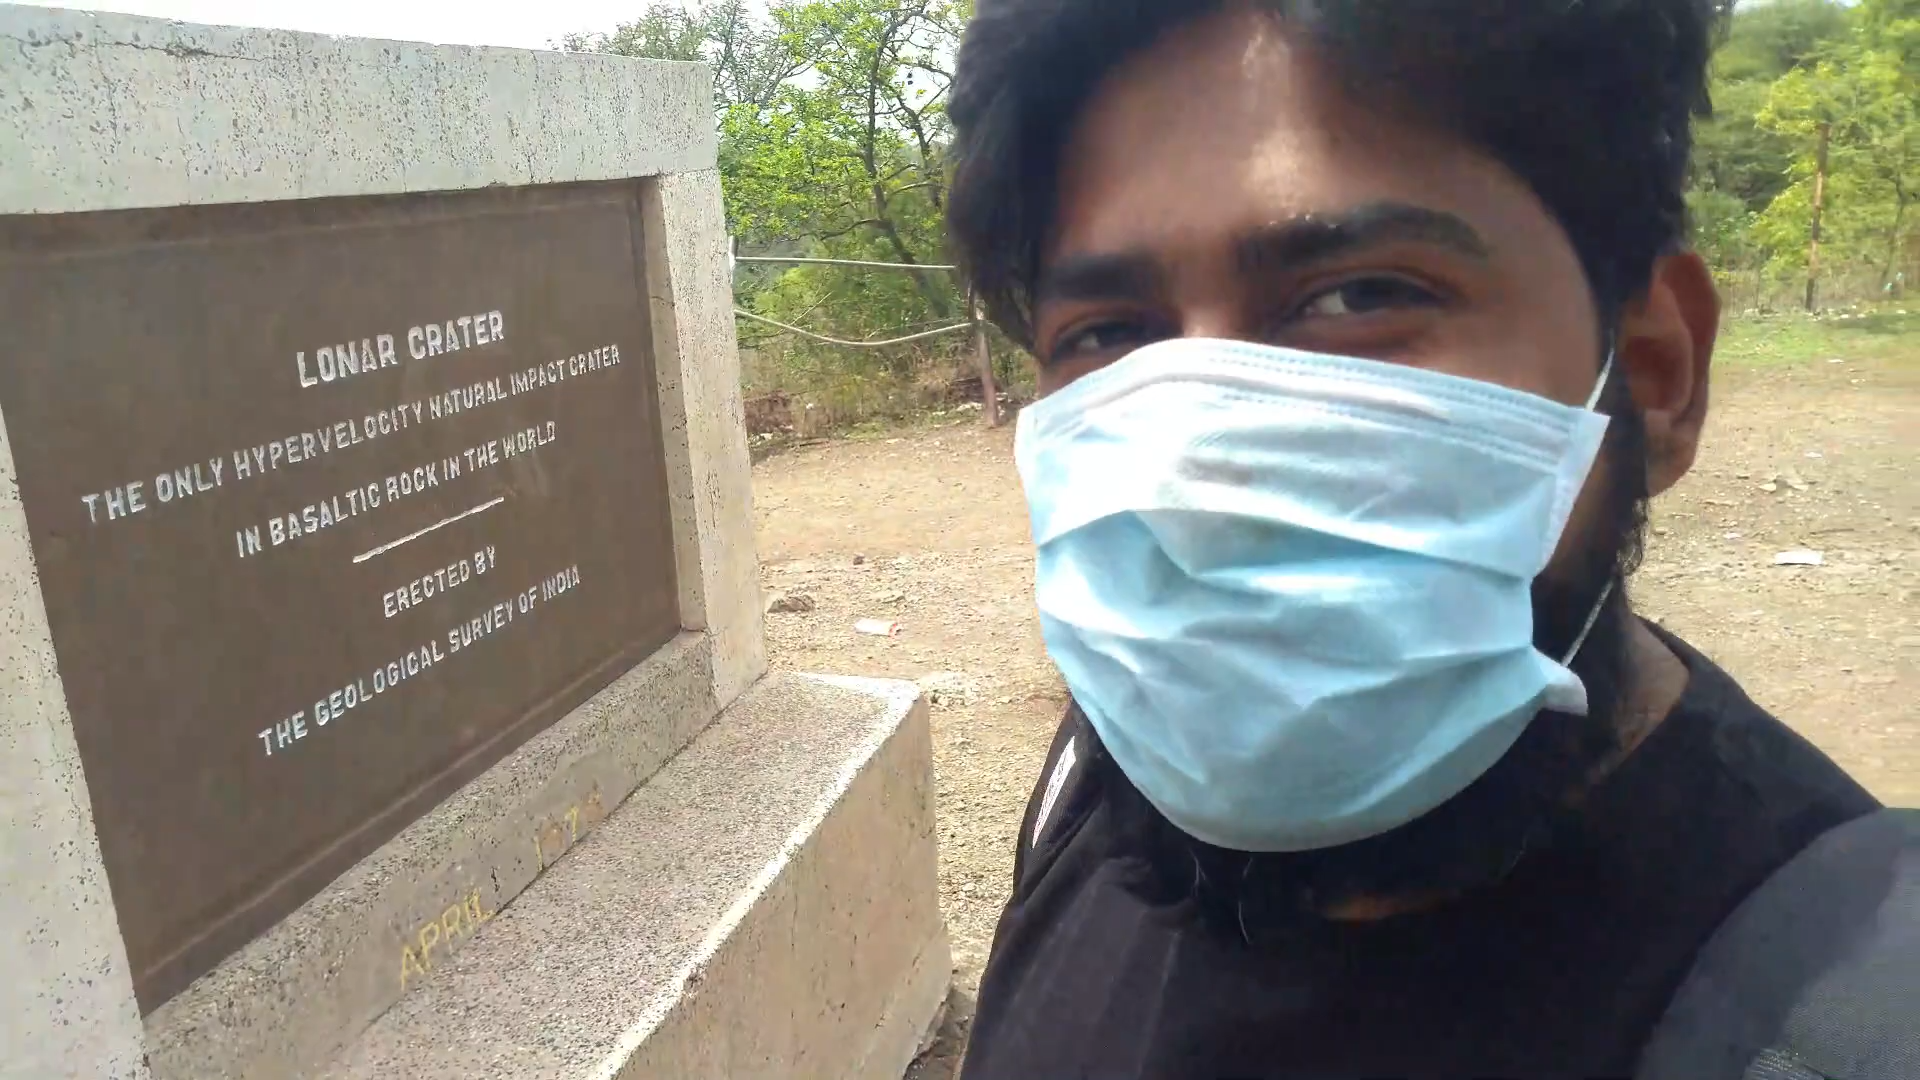 LONAR CRATER
THE ONLY HYPERVELOCITY NATURAL IMPACT CRATER
IN BASALTIC ROCK IN THE WORLD
ERECTED BY
THE GEOLOGICAL SURVEY OF INDIA
APRIL